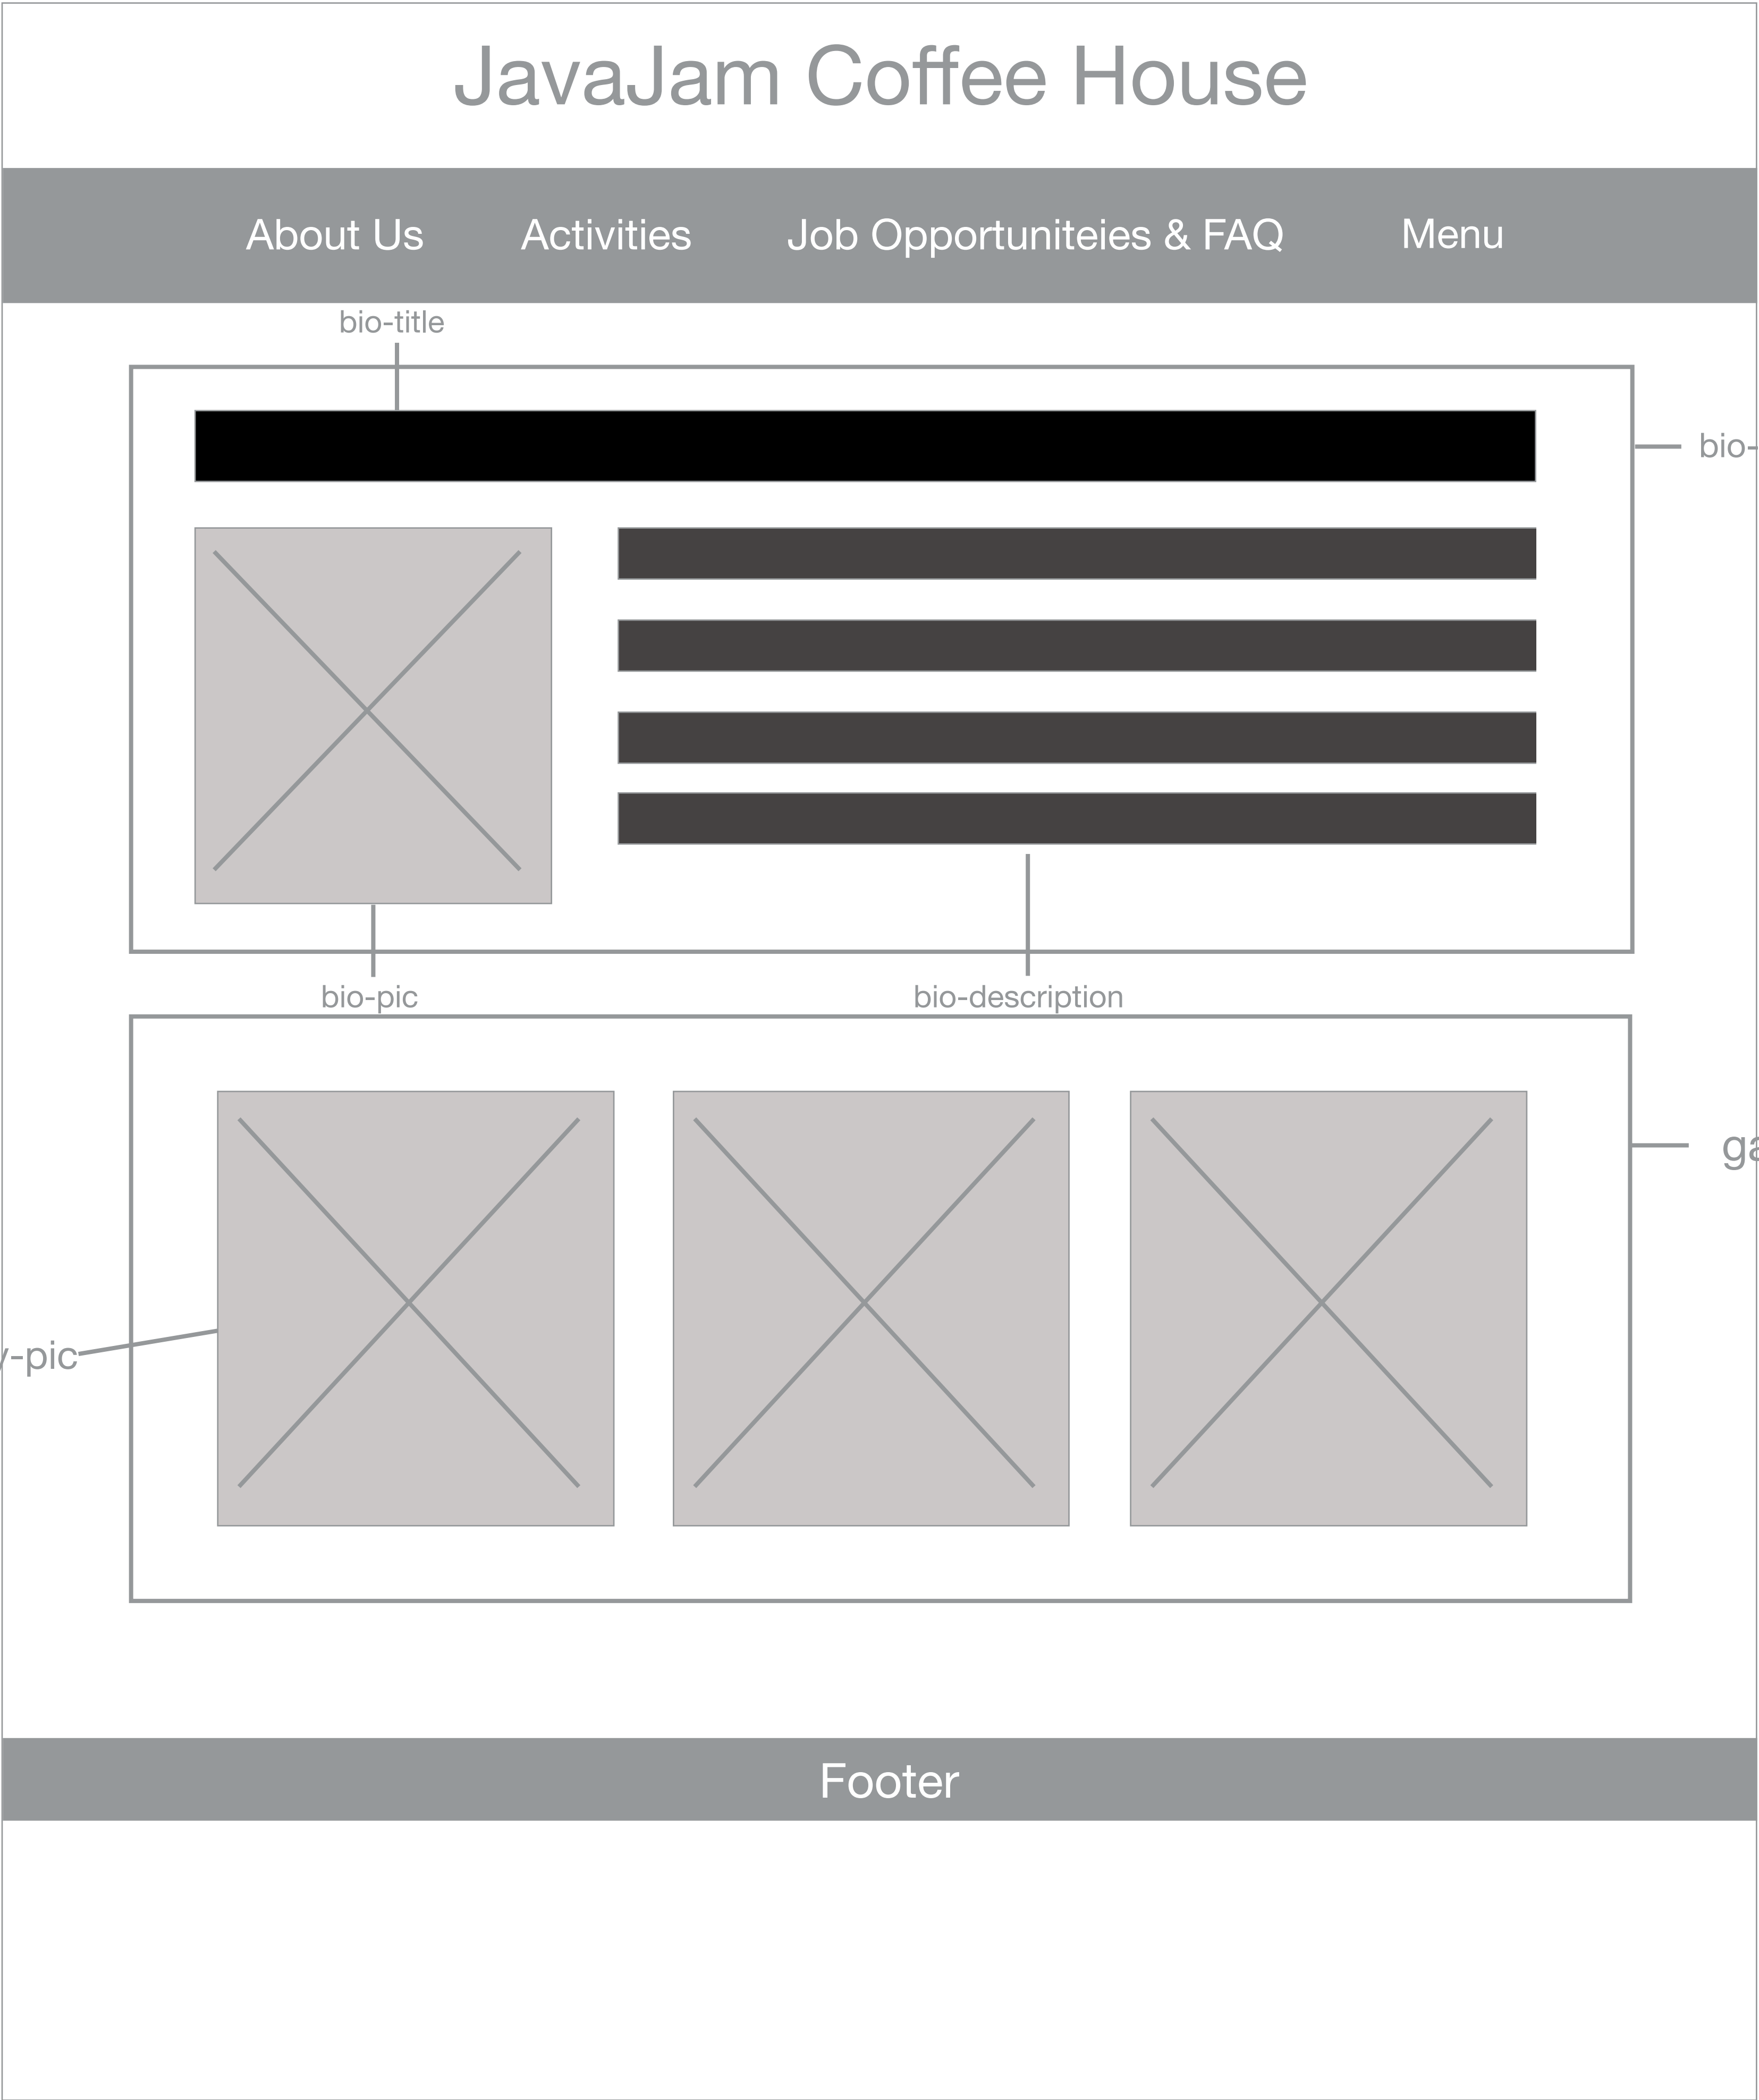 JavaJam Coffee House
About Us Activities Job Opportuniteies & FAQ Menu
bio-title
bio-
bio-pic bio-description
ga
-pic
Footer